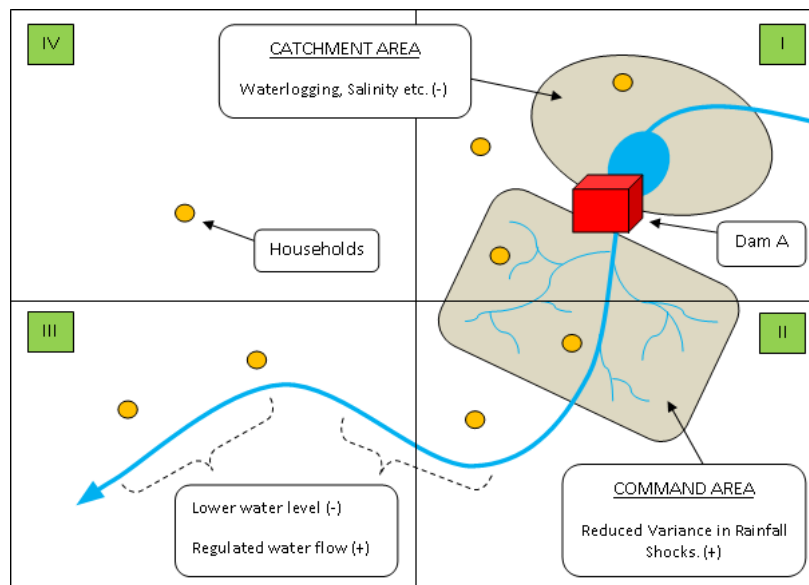 IV
CATCHMENT AREA
Waterlogging, Salinity etc. (-)
I
Households
Dam A
III
II
Lower water level (-)
Regulated water flow (+)
COMMAND AREA
Reduced Variance in Rainfall
Shocks. (+)